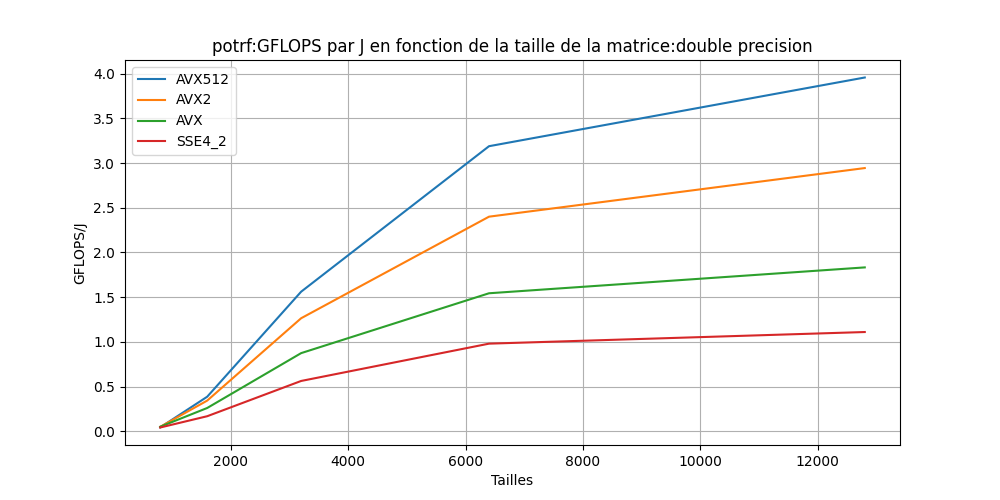 potrf:GFLOPS par J en fonction de la taille de la matrice:double precision
AVX512
AVX2
AVX
SSE4_2
GFLOPS/J
4.0
3.5
3.0
2.5
2.0
1.5
1.0
0.5
0.0
2000 4000 6000 8000 10000 12000
Tailles